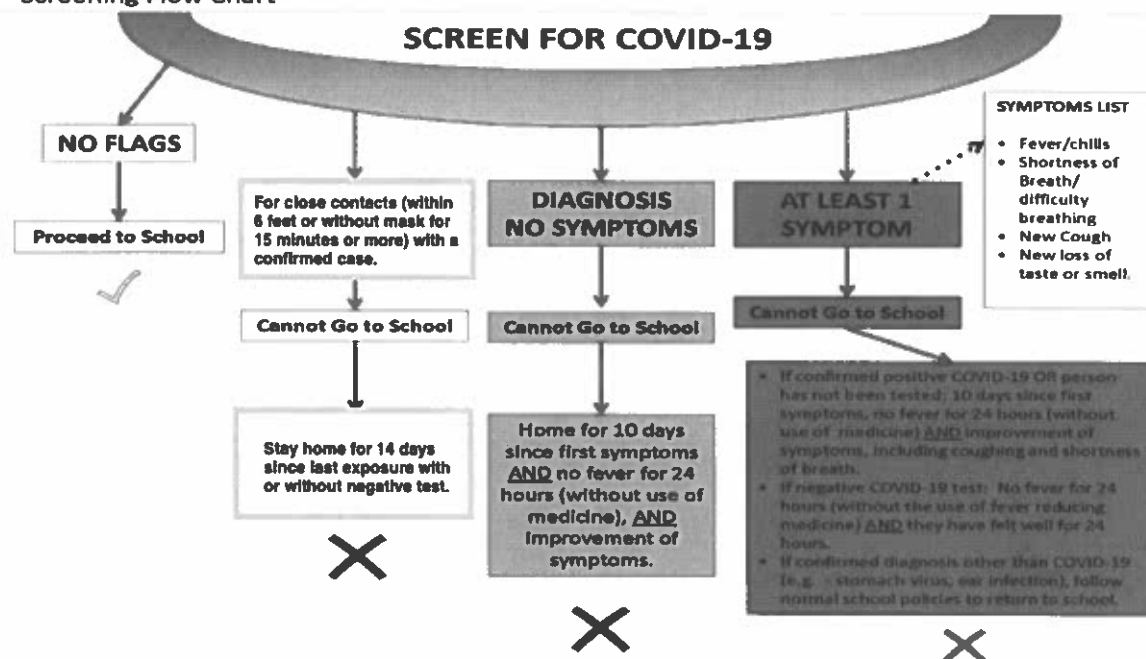 Screening Flow Chart
SCREEN FOR COVID-19
NO FLAGS
Proceed to School
For close contacts (within
6 feet or without mask for
15 minutes or more) with a
confirmed case.
Cannot Go to School
Stay home for 14 days
since last exposure with
or without negative test.
DIAGNOSIS
NO SYMPTOMS
Cannot Go to School
Home for 10 days
since first symptoms
AND no fever for 24
hours (without use of
medicine), AND
improvement of
symptoms.
AT LEAST 1
SYMPTOM
Cannot Go to School
• If confirmed positive COVID-19 OR person
has not been tested: 10 days since first
symptoms, no fever for 24 hours (without
use of medicine) AND improvement of
symptoms, including coughing and shortness
of breath.
• If negative COVID-19 test: No fever for 24
hours (without the use of fever reducing
medicine) AND they have felt well for 24
hours.
• If confirmed diagnosis other than COVID-19
(e.g. - stomach virus, ear infection), follow
normal school policies to return to school.
SYMPTOMS LIST
• Fever/chills
• Shortness of
Breath/
difficulty
breathing
• New Cough
• New loss of
taste or smell.